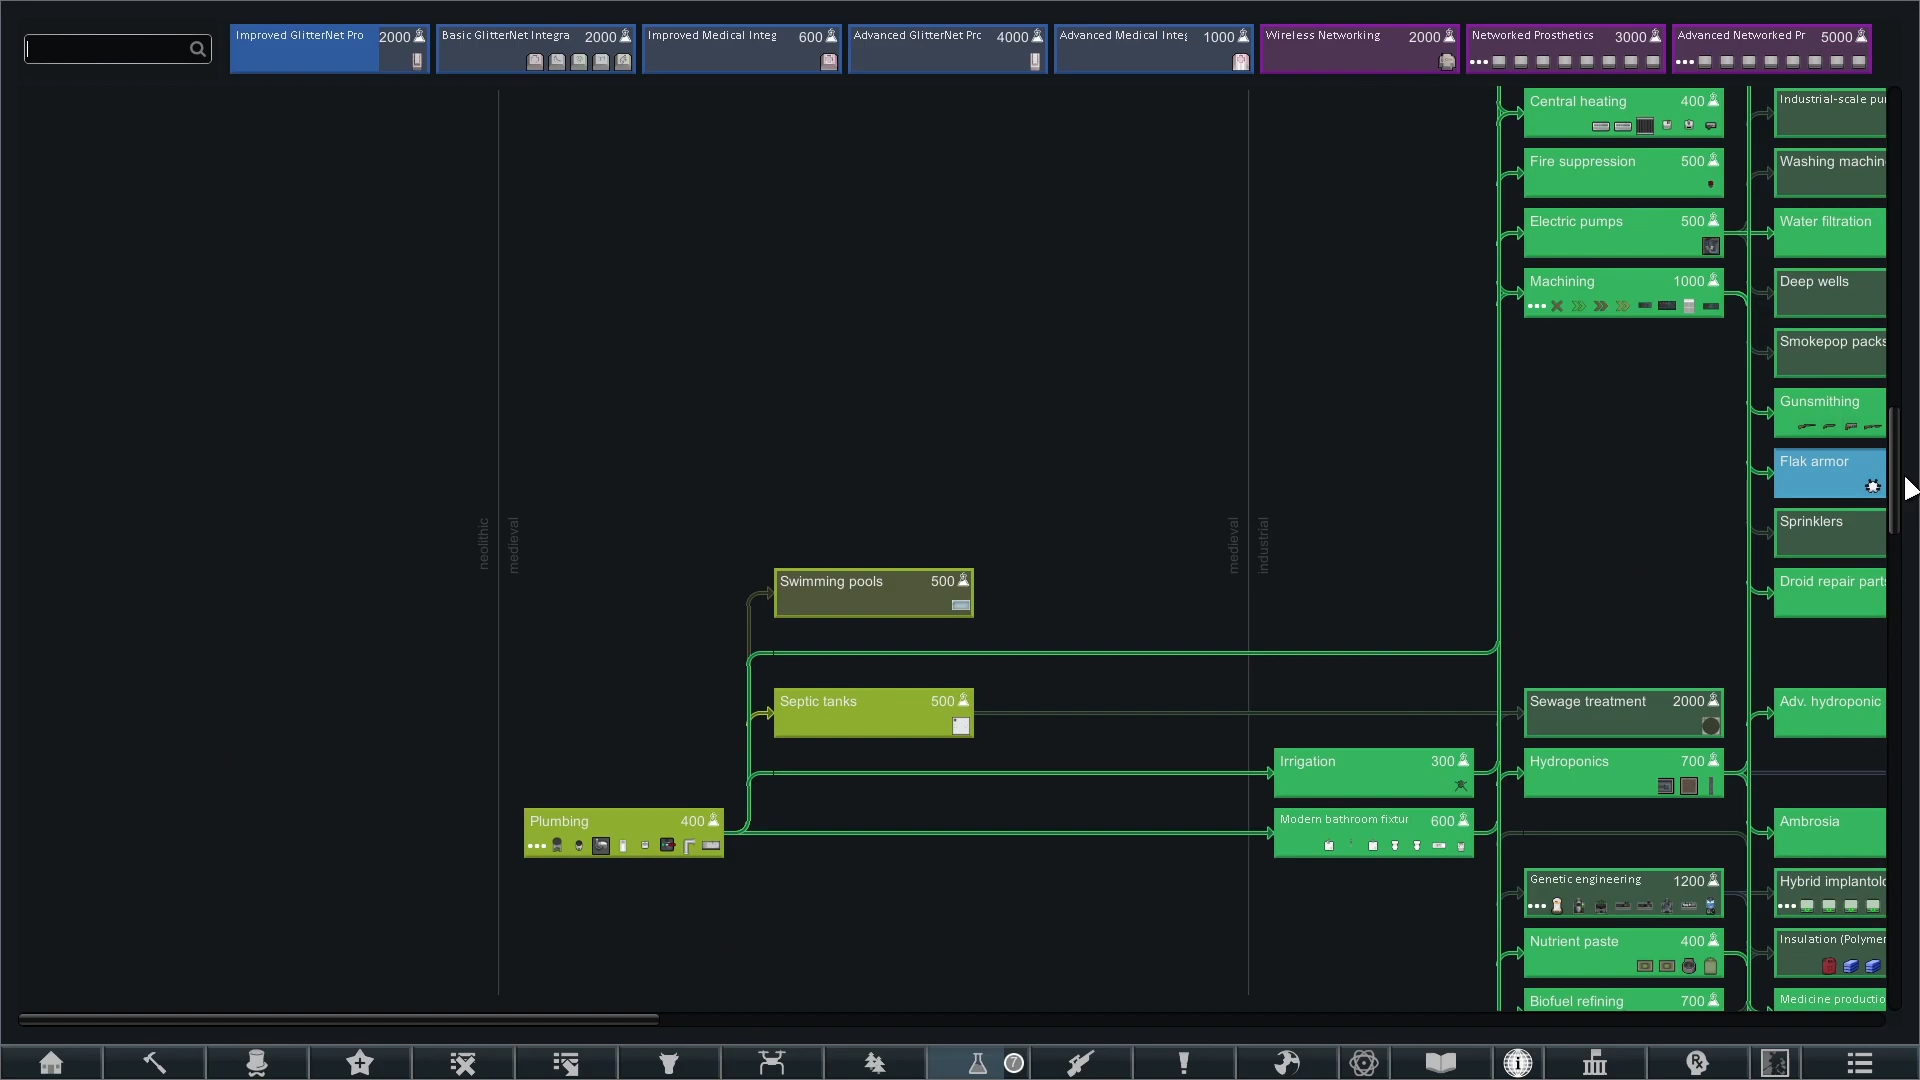 Improved GlitterNet Pro 2000
Basic GlitterNet Integra 2000
Improved Medical Integ 600
Advanced GlitterNet Prc 4000
Advanced Medical Integ 1000
Wireless Networking 2000
Networked Prosthetics 3000
Advanced Networked Pr 5000
Central heating 400
Industrial-scale pur
Fire suppression 500
Washing machin
Electric pumps 500
Water filtration
Machining 1000
Deep wells
Smokepop packs
Gunsmithing
Flak armor
neolithic
medieval
medieval
industrial
Sprinklers
Swimming pools 500
Droid repair part
Septic tanks 500
Sewage treatment 2000
Adv. hydroponic
Irrigation 300
Hydroponics 700
Plumbing 400
Modern bathroom fixtur 600
Ambrosia
Genetic engineering 1200
Hybrid implantolo
Nutrient paste 400
Insulation (Polymer
Biofuel refining 700
Medicine productio
7